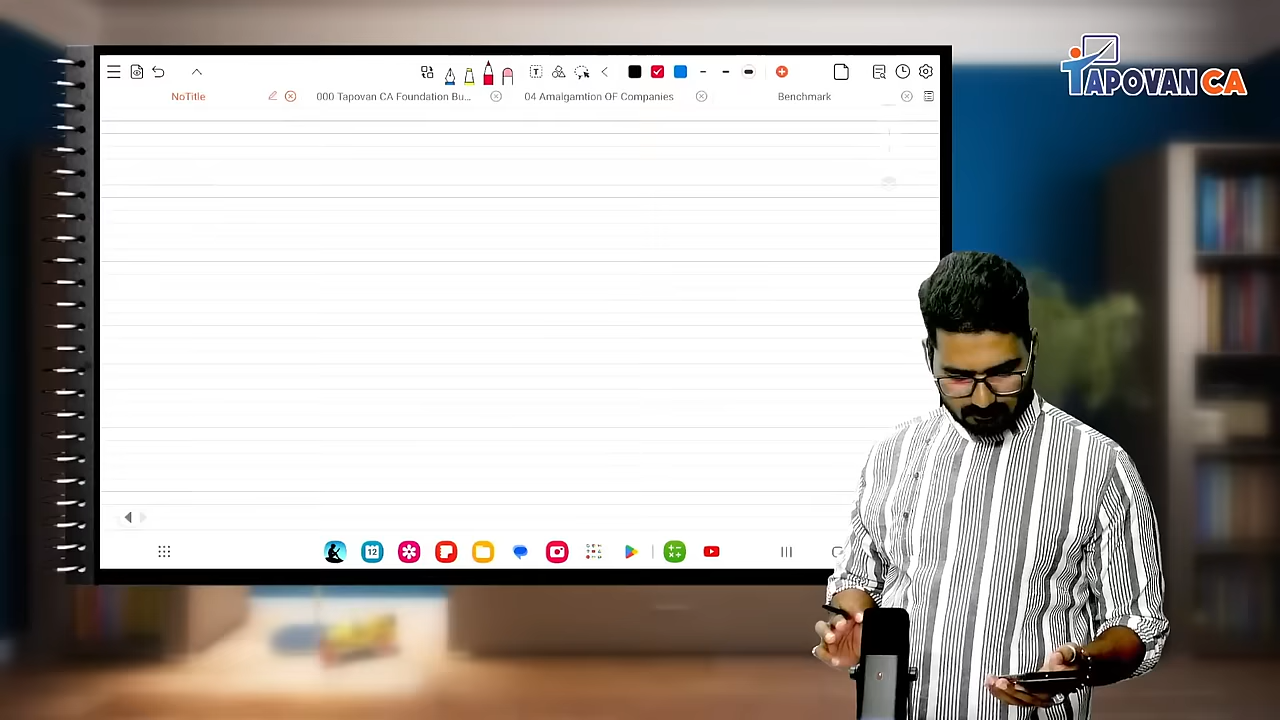 TAPOVAN CA
NoTitle
000 Tapovan CA Foundation Bu...
04 Amalgamtion OF Companies
Benchmark
T
12